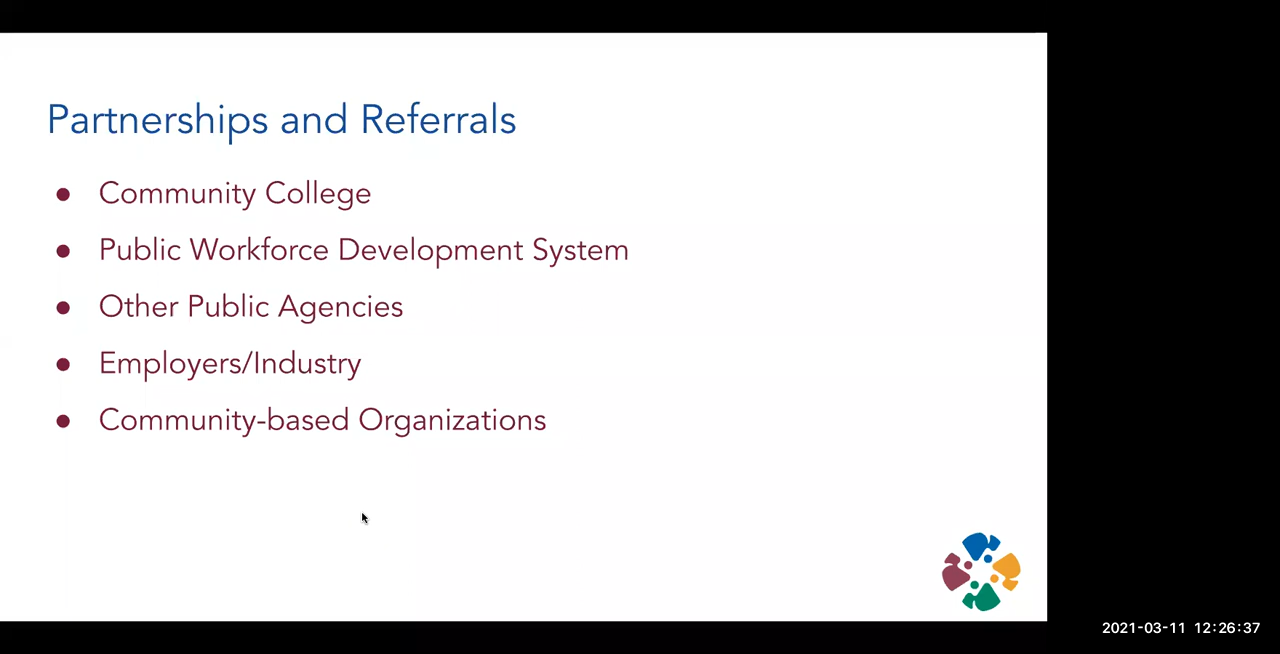 Partnerships and Referrals
● Community College
● Public Workforce Development System
● Other Public Agencies
● Employers/Industry
● Community-based Organizations
2021-03-11 12:26:37